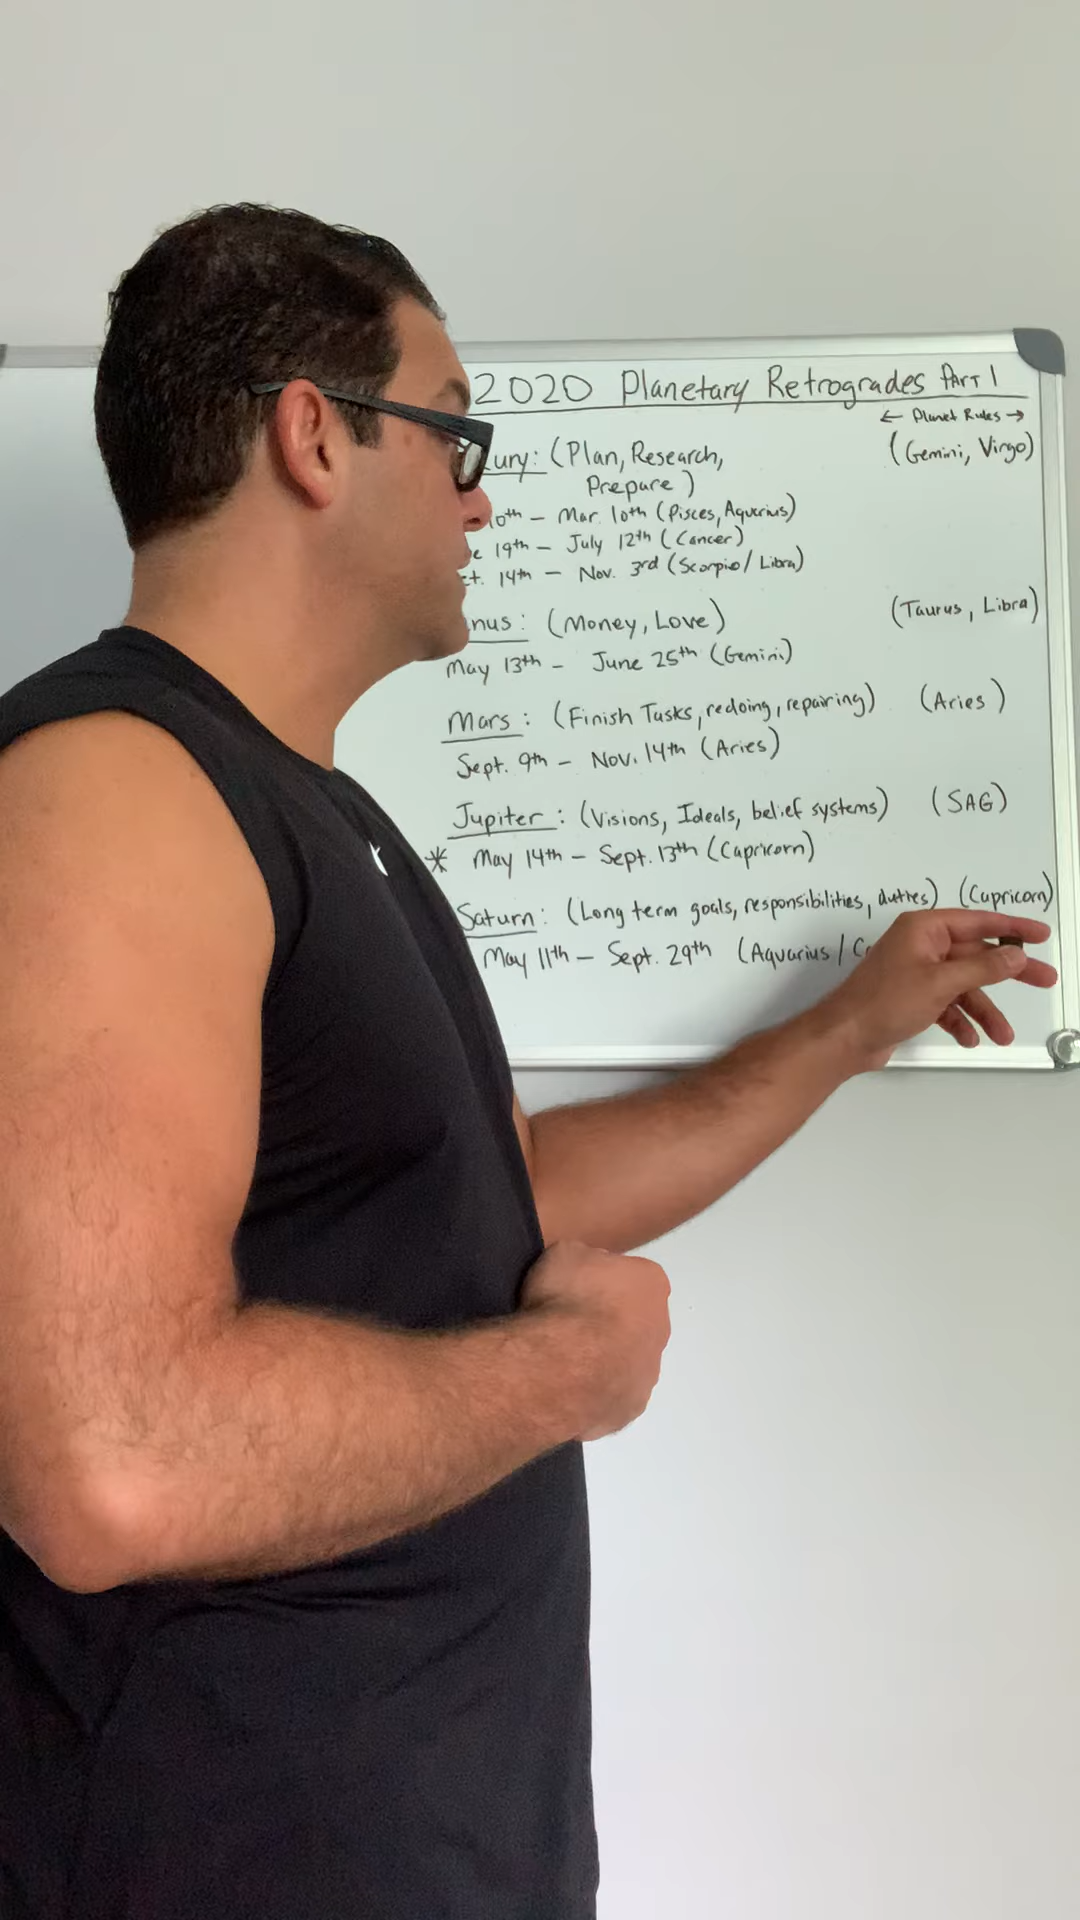 2020 Planetary Retrogrades PART 1
← Planet Rules →
ury: (Plan, Research, (Gemini, Virgo)
Prepare)
10th – Mar. 10th (Pisces, Aquarius)
e 19th – July 12th (Cancer)
ct. 14th – Nov. 3rd (Scorpio/Libra)
nus: (Money, Love) (Taurus, Libra)
May 13th – June 25th (Gemini)
Mars: (Finish Tasks, redoing, repairing) (Aries)
Sept. 9th – Nov. 14th (Aries)
Jupiter: (Visions, Ideals, belief systems) (SAG)
* May 14th – Sept. 13th (Capricorn)
Saturn: (Long term goals, responsibilities, duties) (Capricorn)
May 11th – Sept. 29th (Aquarius/